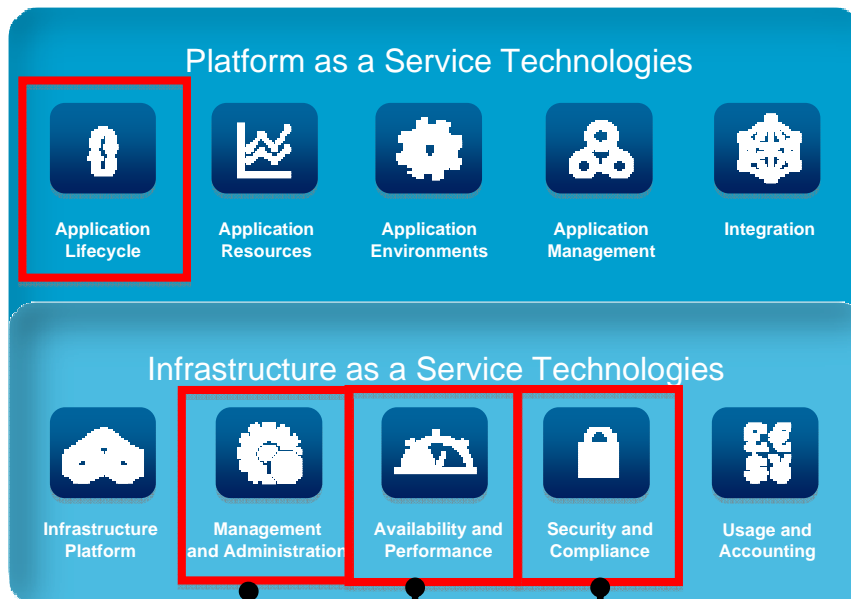 Platform as a Service Technologies
Application Lifecycle
Application Resources
Application Environments
Application Management
Integration
Infrastructure as a Service Technologies
Infrastructure Platform
Management and Administration
Availability and Performance
Security and Compliance
Usage and Accounting